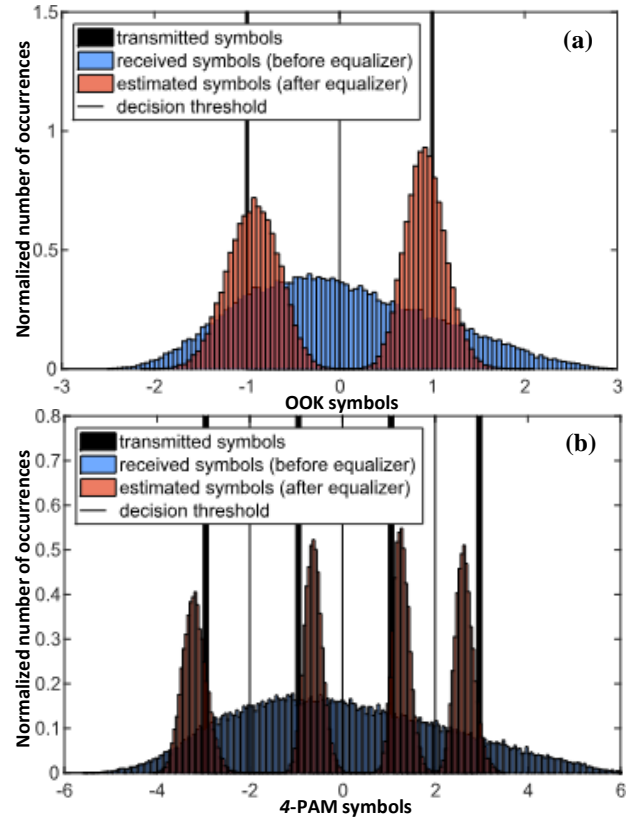 1.5
(a)
transmitted symbols
received symbols (before equalizer)
estimated symbols (after equalizer)
decision threshold
Normalized number of occurrences
1
0.5
0
-3
-2
-1
0
1
2
3
OOK symbols
0.8
(b)
transmitted symbols
received symbols (before equalizer)
estimated symbols (after equalizer)
decision threshold
Normalized number of occurrences
0.7
0.6
0.5
0.4
0.3
0.2
0.1
0
-6
-4
-2
0
2
4
6
4-PAM symbols